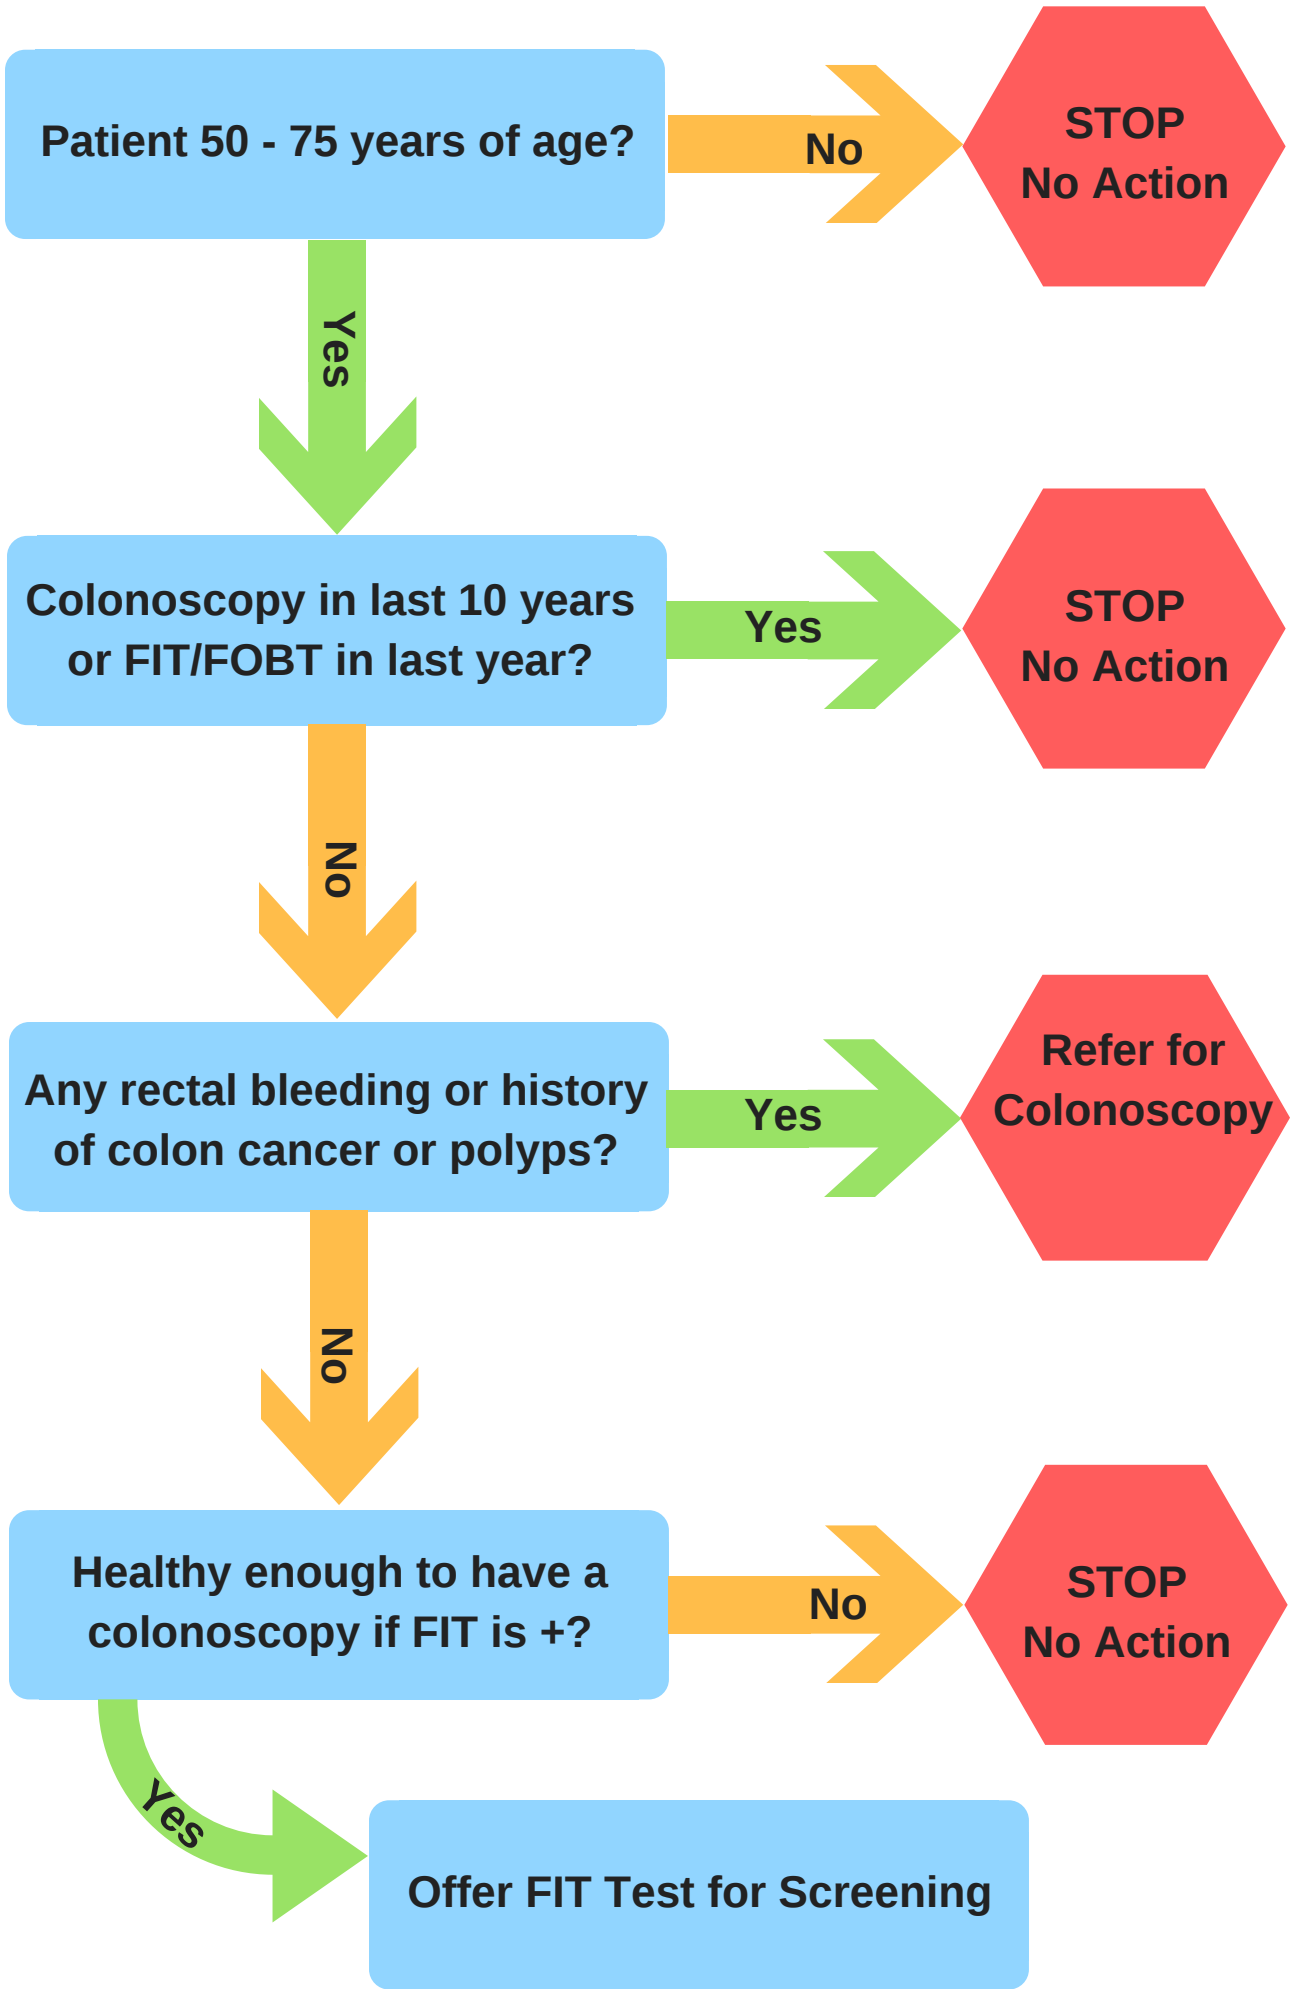 Patient 50 - 75 years of age?
No
STOP
No Action
Yes
Colonoscopy in last 10 years
or FIT/FOBT in last year?
Yes
STOP
No Action
No
Any rectal bleeding or history
of colon cancer or polyps?
Yes
Refer for
Colonoscopy
No
Healthy enough to have a
colonoscopy if FIT is +?
No
STOP
No Action
Yes
Offer FIT Test for Screening